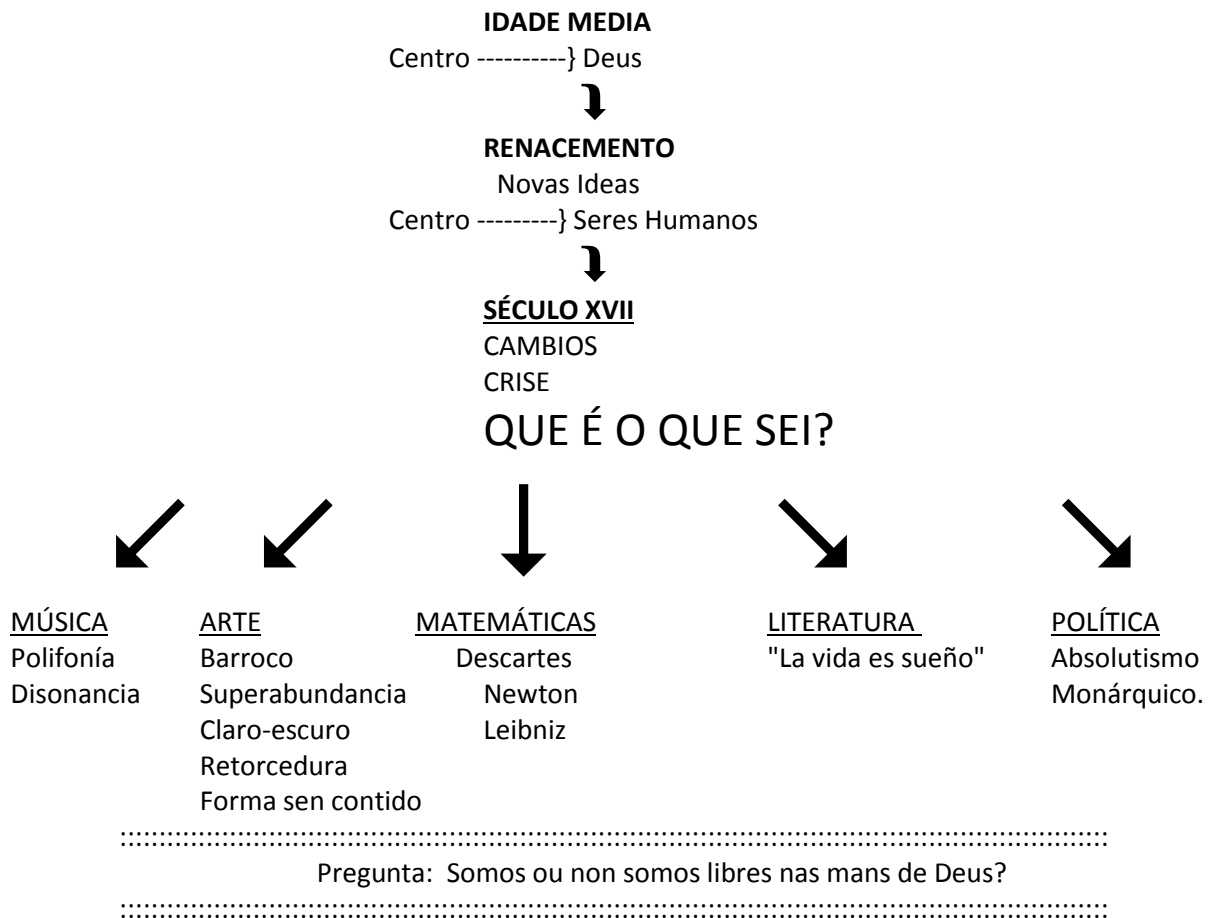 IDADE MEDIA
Centro ----------} Deus
RENACEMENTO
Novas Ideas
Centro ---------} Seres Humanos
SÉCULO XVII
CAMBIOS
CRISE
QUE É O QUE SEI?
MÚSICA
Polifonía
Disonancia
ARTE
Barroco
Superabundancia
Claro-escuro
Retorcedura
Forma sen contido
MATEMÁTICAS
Descartes
Newton
Leibniz
LITERATURA
"La vida es sueño"
POLÍTICA
Absolutismo
Monárquico.
Pregunta: Somos ou non somos libres nas mans de Deus?